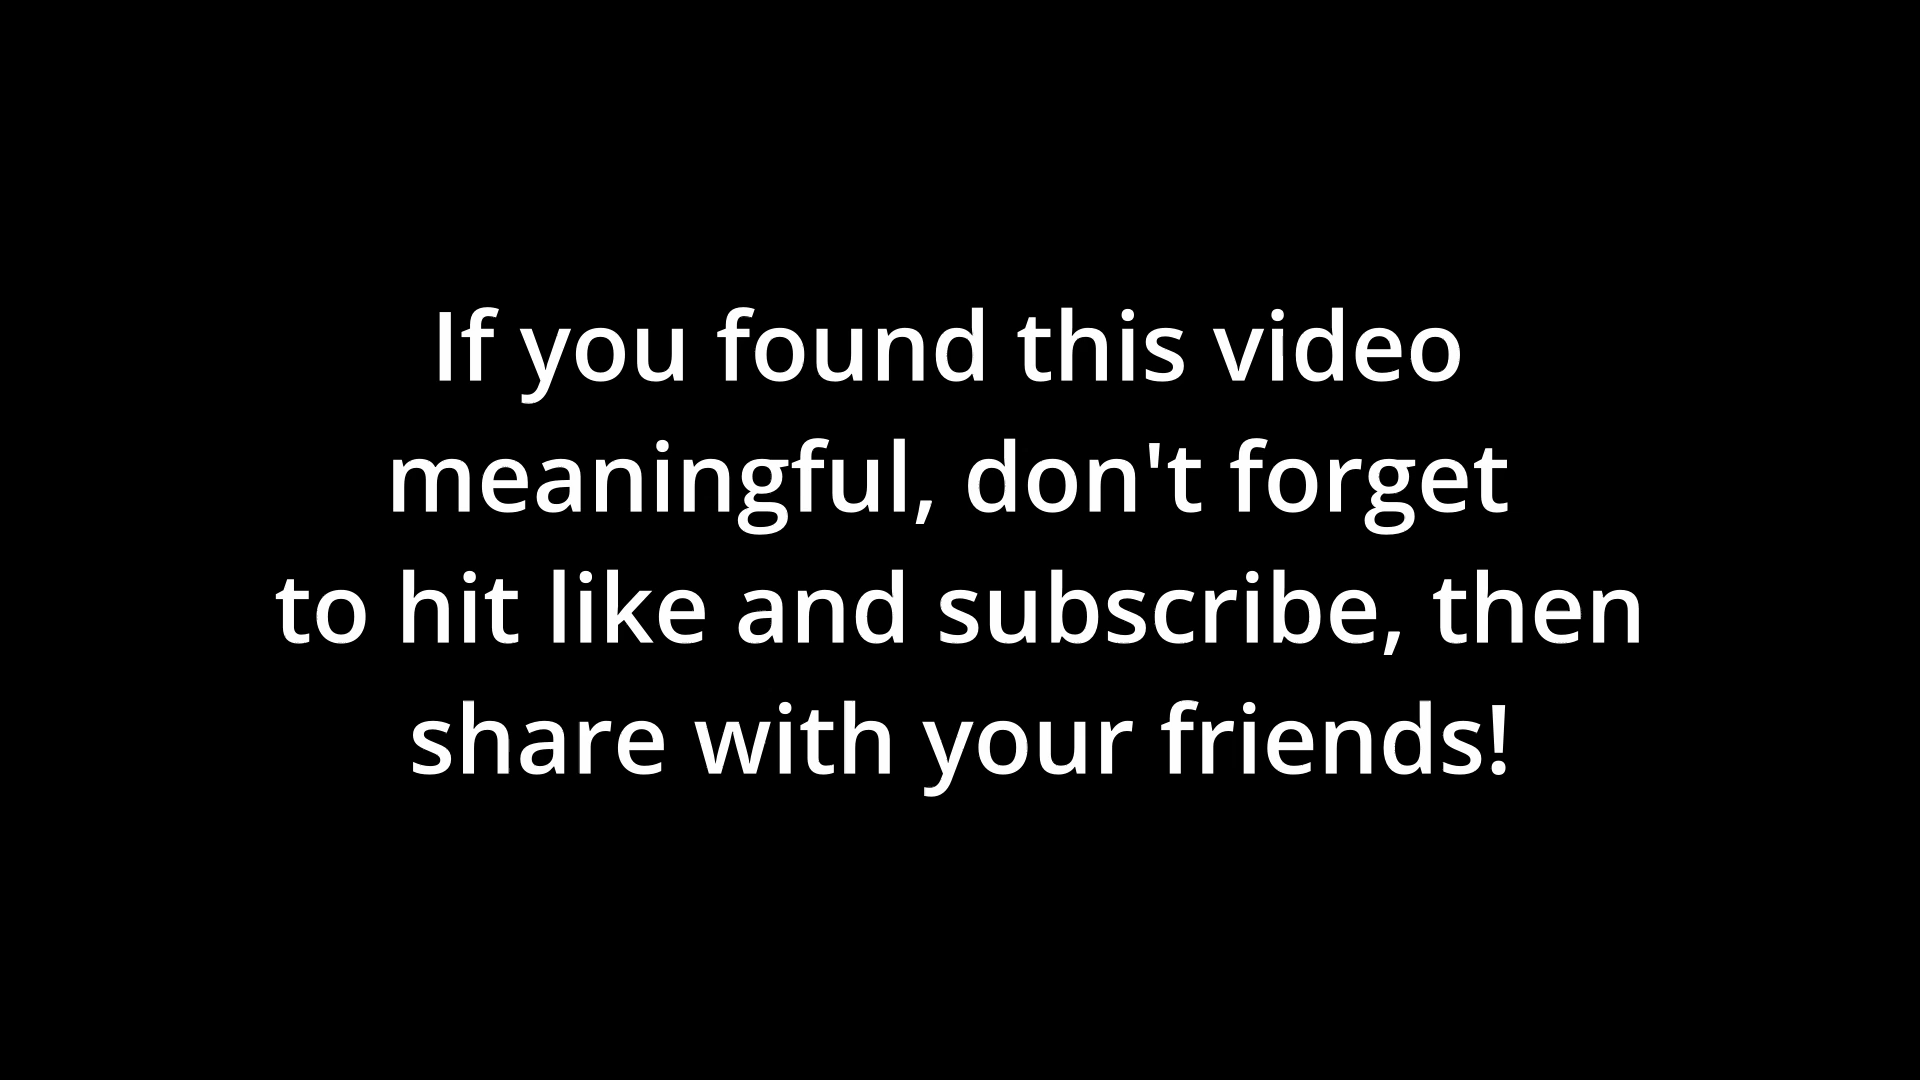 If you found this video
meaningful, don't forget
to hit like and subscribe, then
share with your friends!